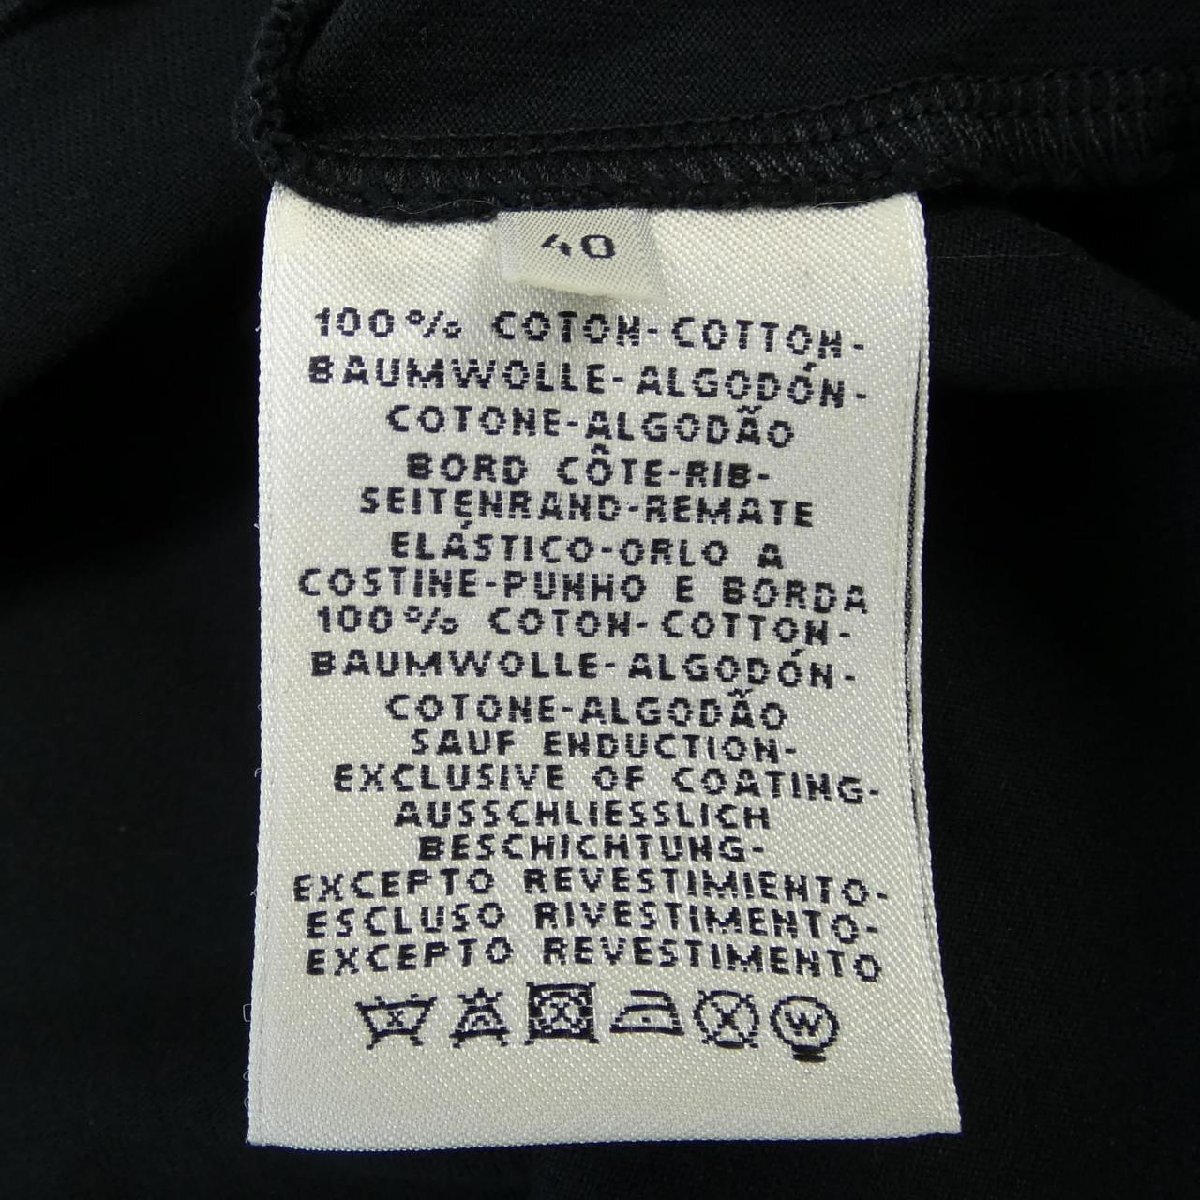 40
100% COTON-COTTON-
BAUMWOLLE-ALGODÓN-
COTONE-ALGODÃO
BORD CÔTE-RIB-
SEITENRAND-REMATE
ELÁSTICO-ORLO A
COSTINE-PUNHO E BORDA
100% COTON-COTTON-
BAUMWOLLE-ALGODÓN-
COTONE-ALGODÃO
SAUF ENDUCTION-
EXCLUSIVE OF COATING-
AUSSCHLIESSLICH
BESCHICHTUNG-
EXCEPTO REVESTIMIENTO-
ESCLUSO RIVESTIMENTO-
EXCEPTO REVESTIMENTO
W